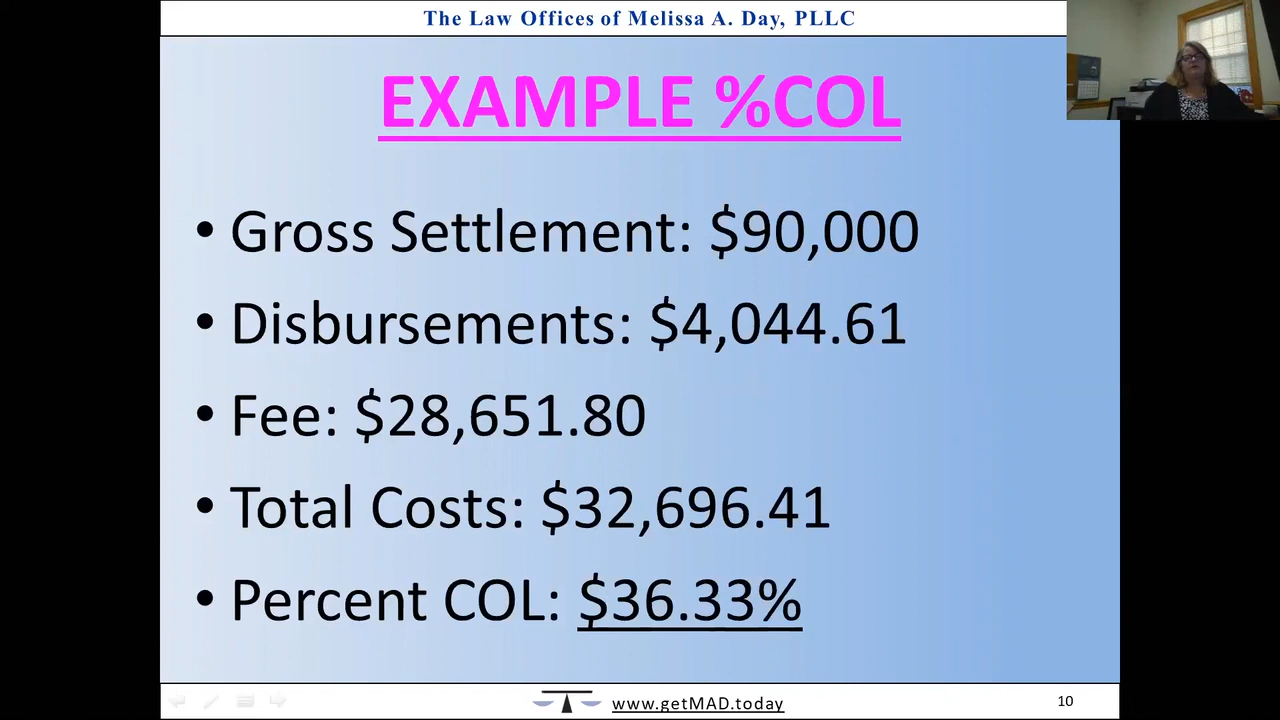 The Law Offices of Melissa A. Day, PLLC
EXAMPLE %COL
• Gross Settlement: $90,000
• Disbursements: $4,044.61
• Fee: $28,651.80
• Total Costs: $32,696.41
• Percent COL: $36.33%
www.getMAD.today
10